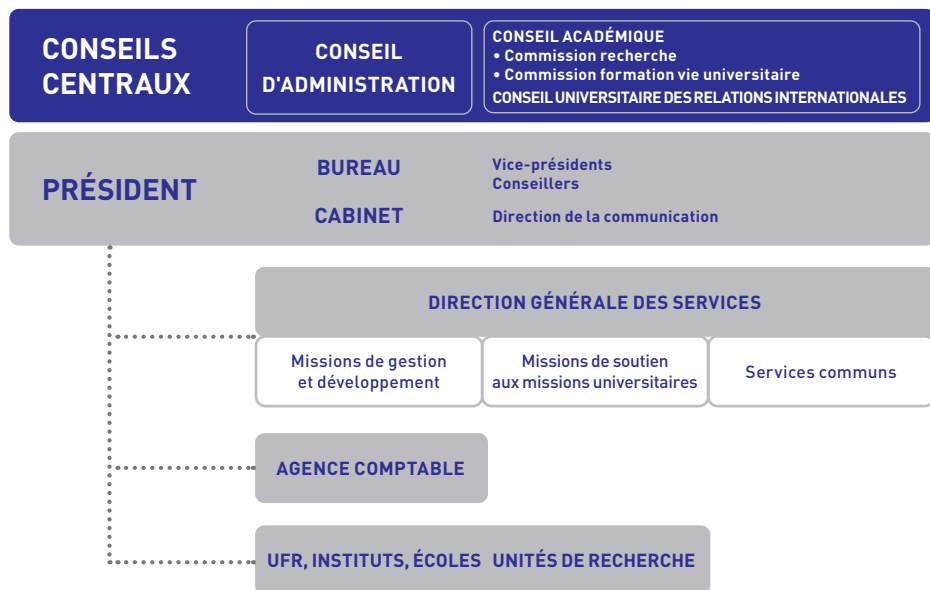 CONSEILS
CENTRAUX
CONSEIL
D'ADMINISTRATION
CONSEIL ACADÉMIQUE
• Commission recherche
• Commission formation vie universitaire
CONSEIL UNIVERSITAIRE DES RELATIONS INTERNATIONALES
PRÉSIDENT
BUREAU
Vice-présidents
Conseillers
CABINET
Direction de la communication
DIRECTION GÉNÉRALE DES SERVICES
Missions de gestion
et développement
Missions de soutien
aux missions universitaires
Services communs
AGENCE COMPTABLE
UFR, INSTITUTS, ÉCOLES UNITÉS DE RECHERCHE